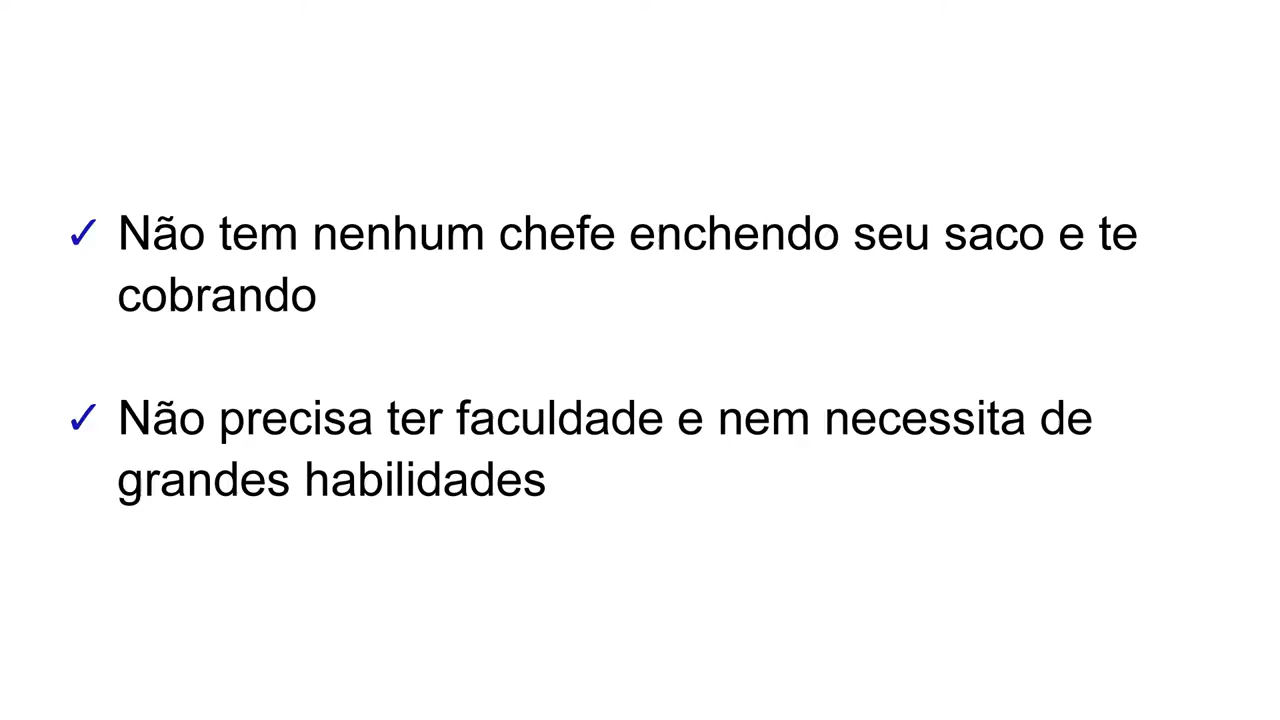 ✓ Não tem nenhum chefe enchendo seu saco e te
cobrando
✓ Não precisa ter faculdade e nem necessita de
grandes habilidades